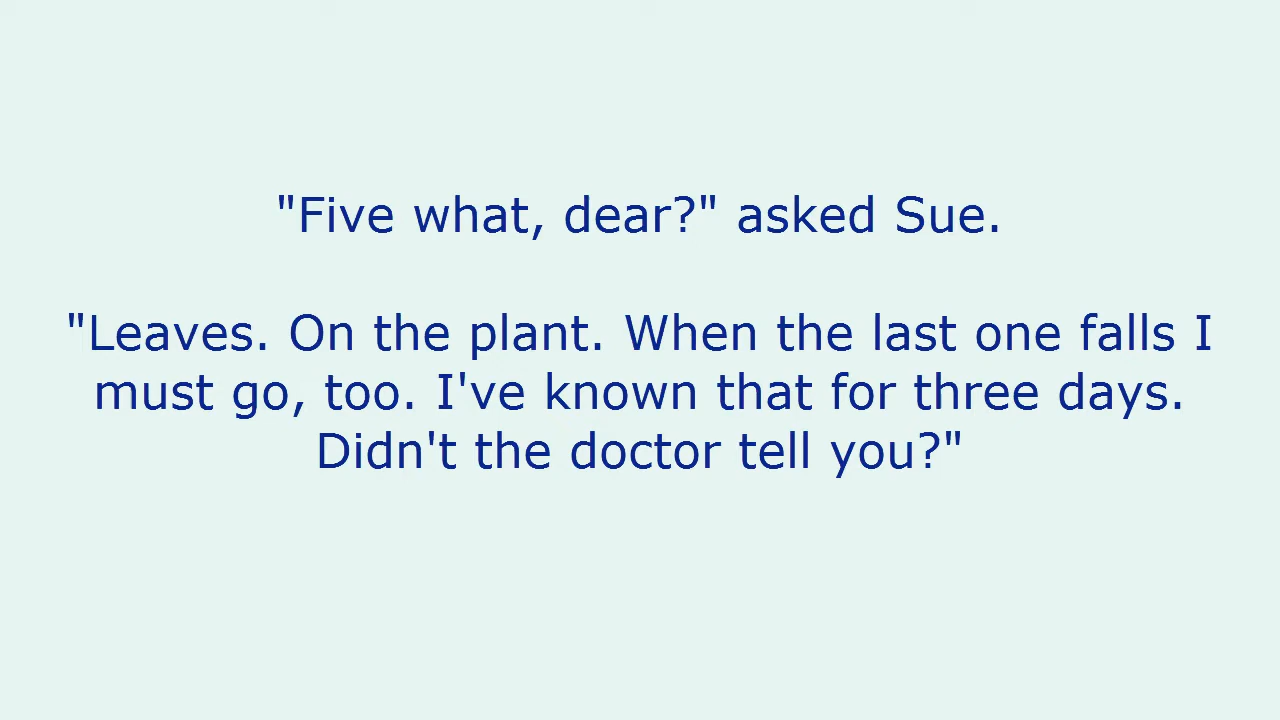 "Five what, dear?" asked Sue.
"Leaves. On the plant. When the last one falls I
must go, too. I've known that for three days.
Didn't the doctor tell you?"